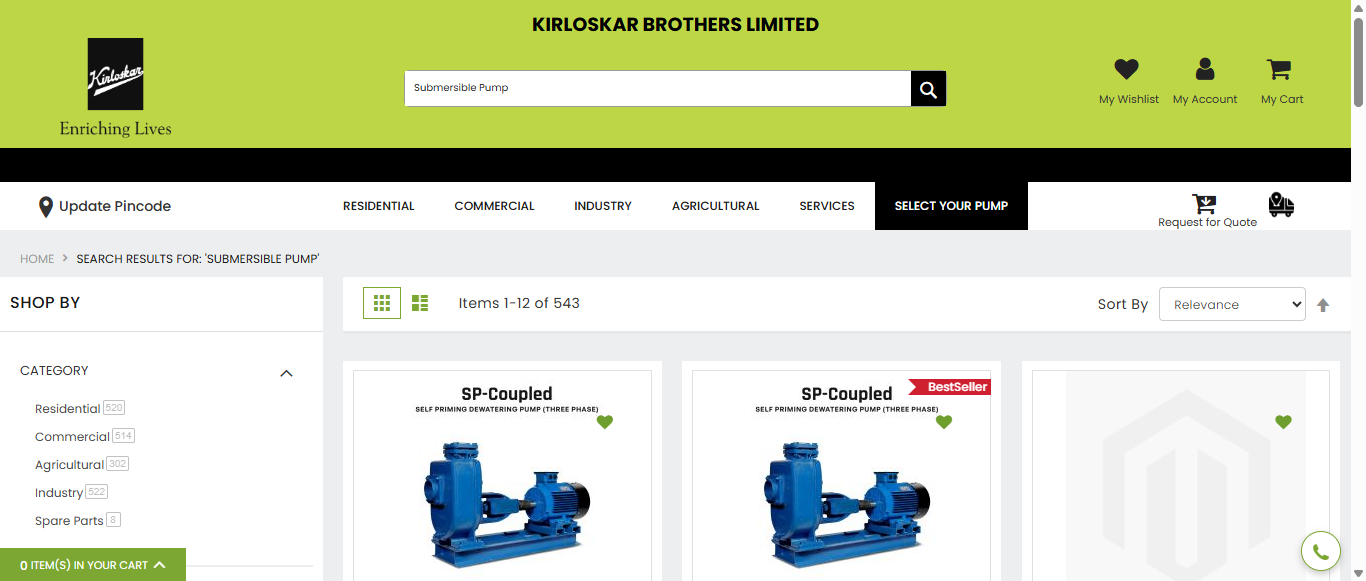 KIRLOSKAR BROTHERS LIMITED
Kirloskar
Enriching Lives
Submersible Pump
My Wishlist
My Account
My Cart
Update Pincode
RESIDENTIAL
COMMERCIAL
INDUSTRY
AGRICULTURAL
SERVICES
SELECT YOUR PUMP
Request for Quote
HOME > SEARCH RESULTS FOR: 'SUBMERSIBLE PUMP'
SHOP BY
CATEGORY
Residential 520
Commercial 514
Agricultural 302
Industry 522
Spare Parts 8
0 ITEM(S) IN YOUR CART
Items 1-12 of 543
Sort By
Relevance
SP-Coupled
SELF PRIMING DEWATERING PUMP (THREE PHASE)
BestSeller
SP-Coupled
SELF PRIMING DEWATERING PUMP (THREE PHASE)